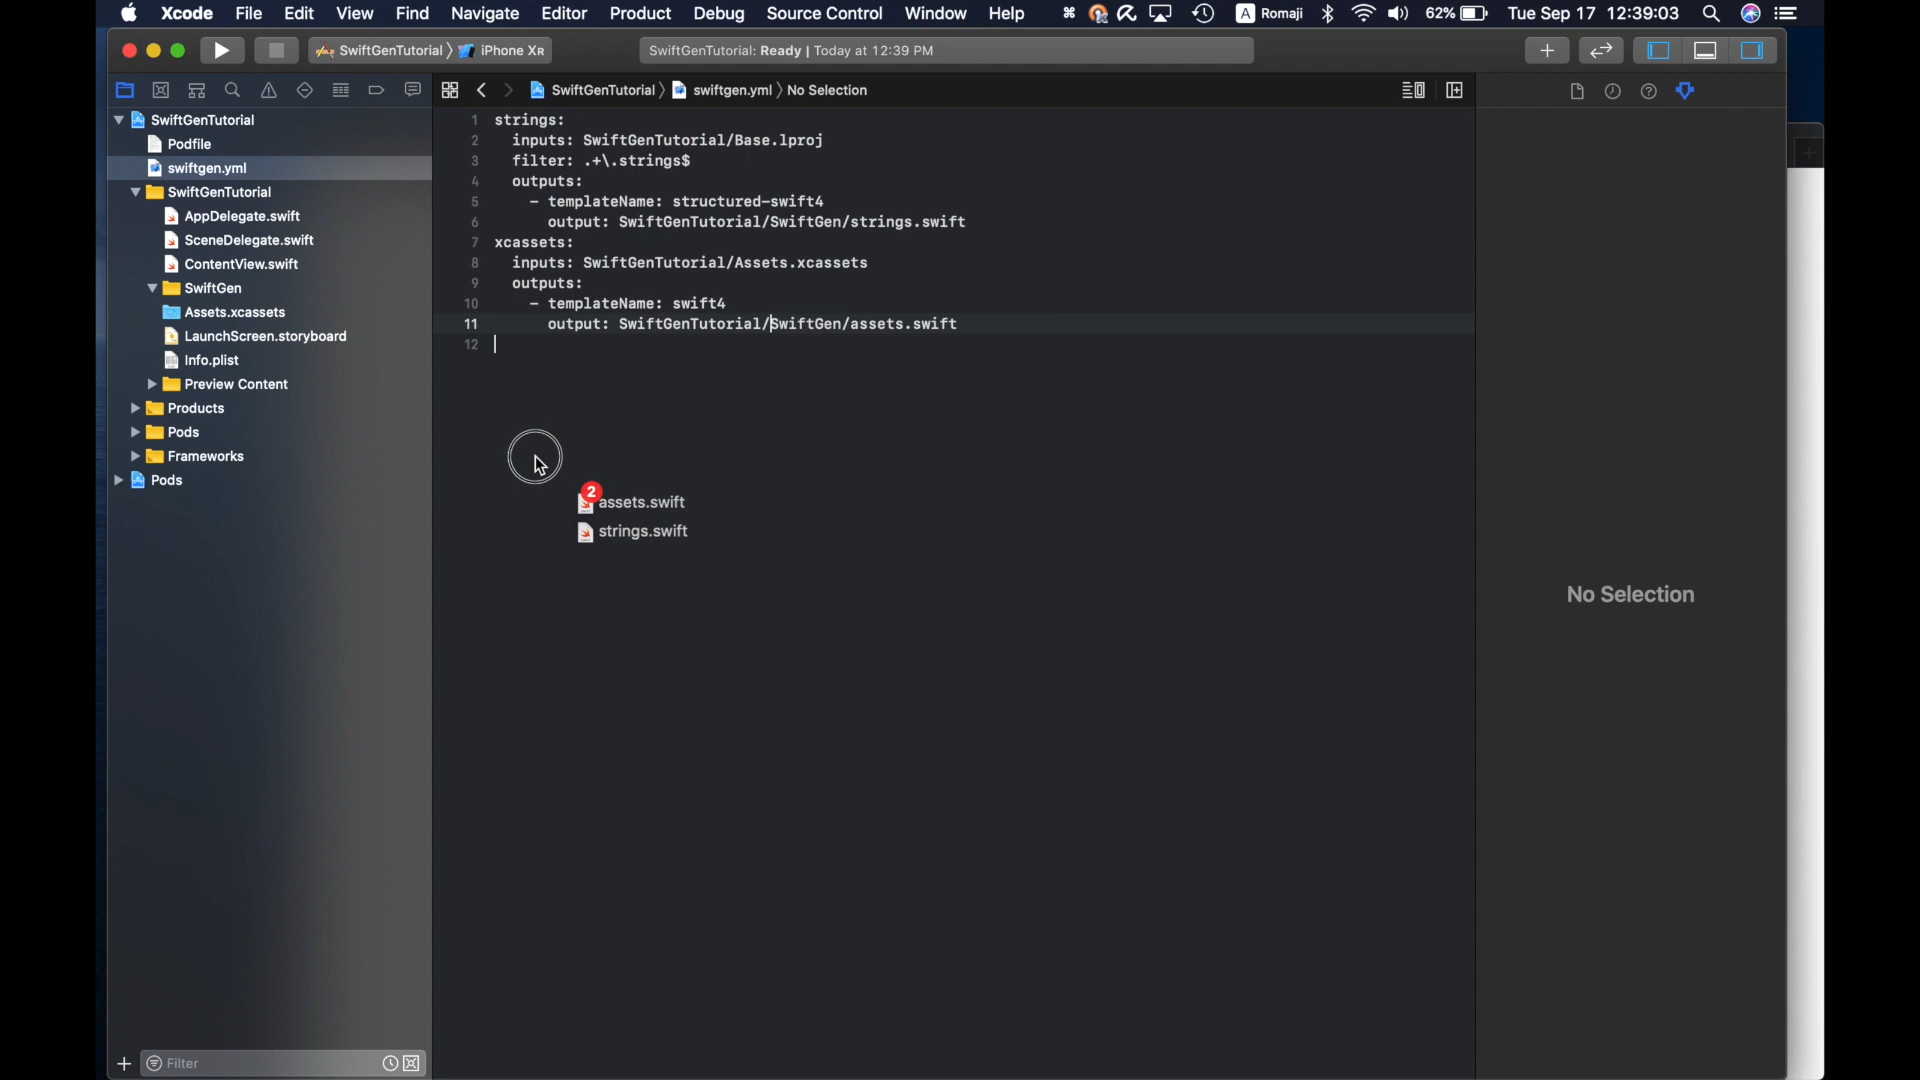 Xcode File Edit View Find Navigate Editor Product Debug Source Control Window Help A Romaji 62% Tue Sep 17 12:39:03
SwiftGenTutorial iPhone XR SwiftGenTutorial: Ready | Today at 12:39 PM
SwiftGenTutorial swiftgen.yml No Selection
SwiftGenTutorial
Podfile
swiftgen.yml
SwiftGenTutorial
AppDelegate.swift
SceneDelegate.swift
ContentView.swift
SwiftGen
Assets.xcassets
LaunchScreen.storyboard
Info.plist
Preview Content
Products
Pods
Frameworks
Pods
Filter
1 strings:
2 inputs: SwiftGenTutorial/Base.lproj
3 filter: .+\.strings$
4 outputs:
5 - templateName: structured-swift4
6 output: SwiftGenTutorial/SwiftGen/strings.swift
7 xcassets:
8 inputs: SwiftGenTutorial/Assets.xcassets
9 outputs:
10 - templateName: swift4
11 output: SwiftGenTutorial/SwiftGen/assets.swift
12
2
assets.swift
strings.swift
No Selection